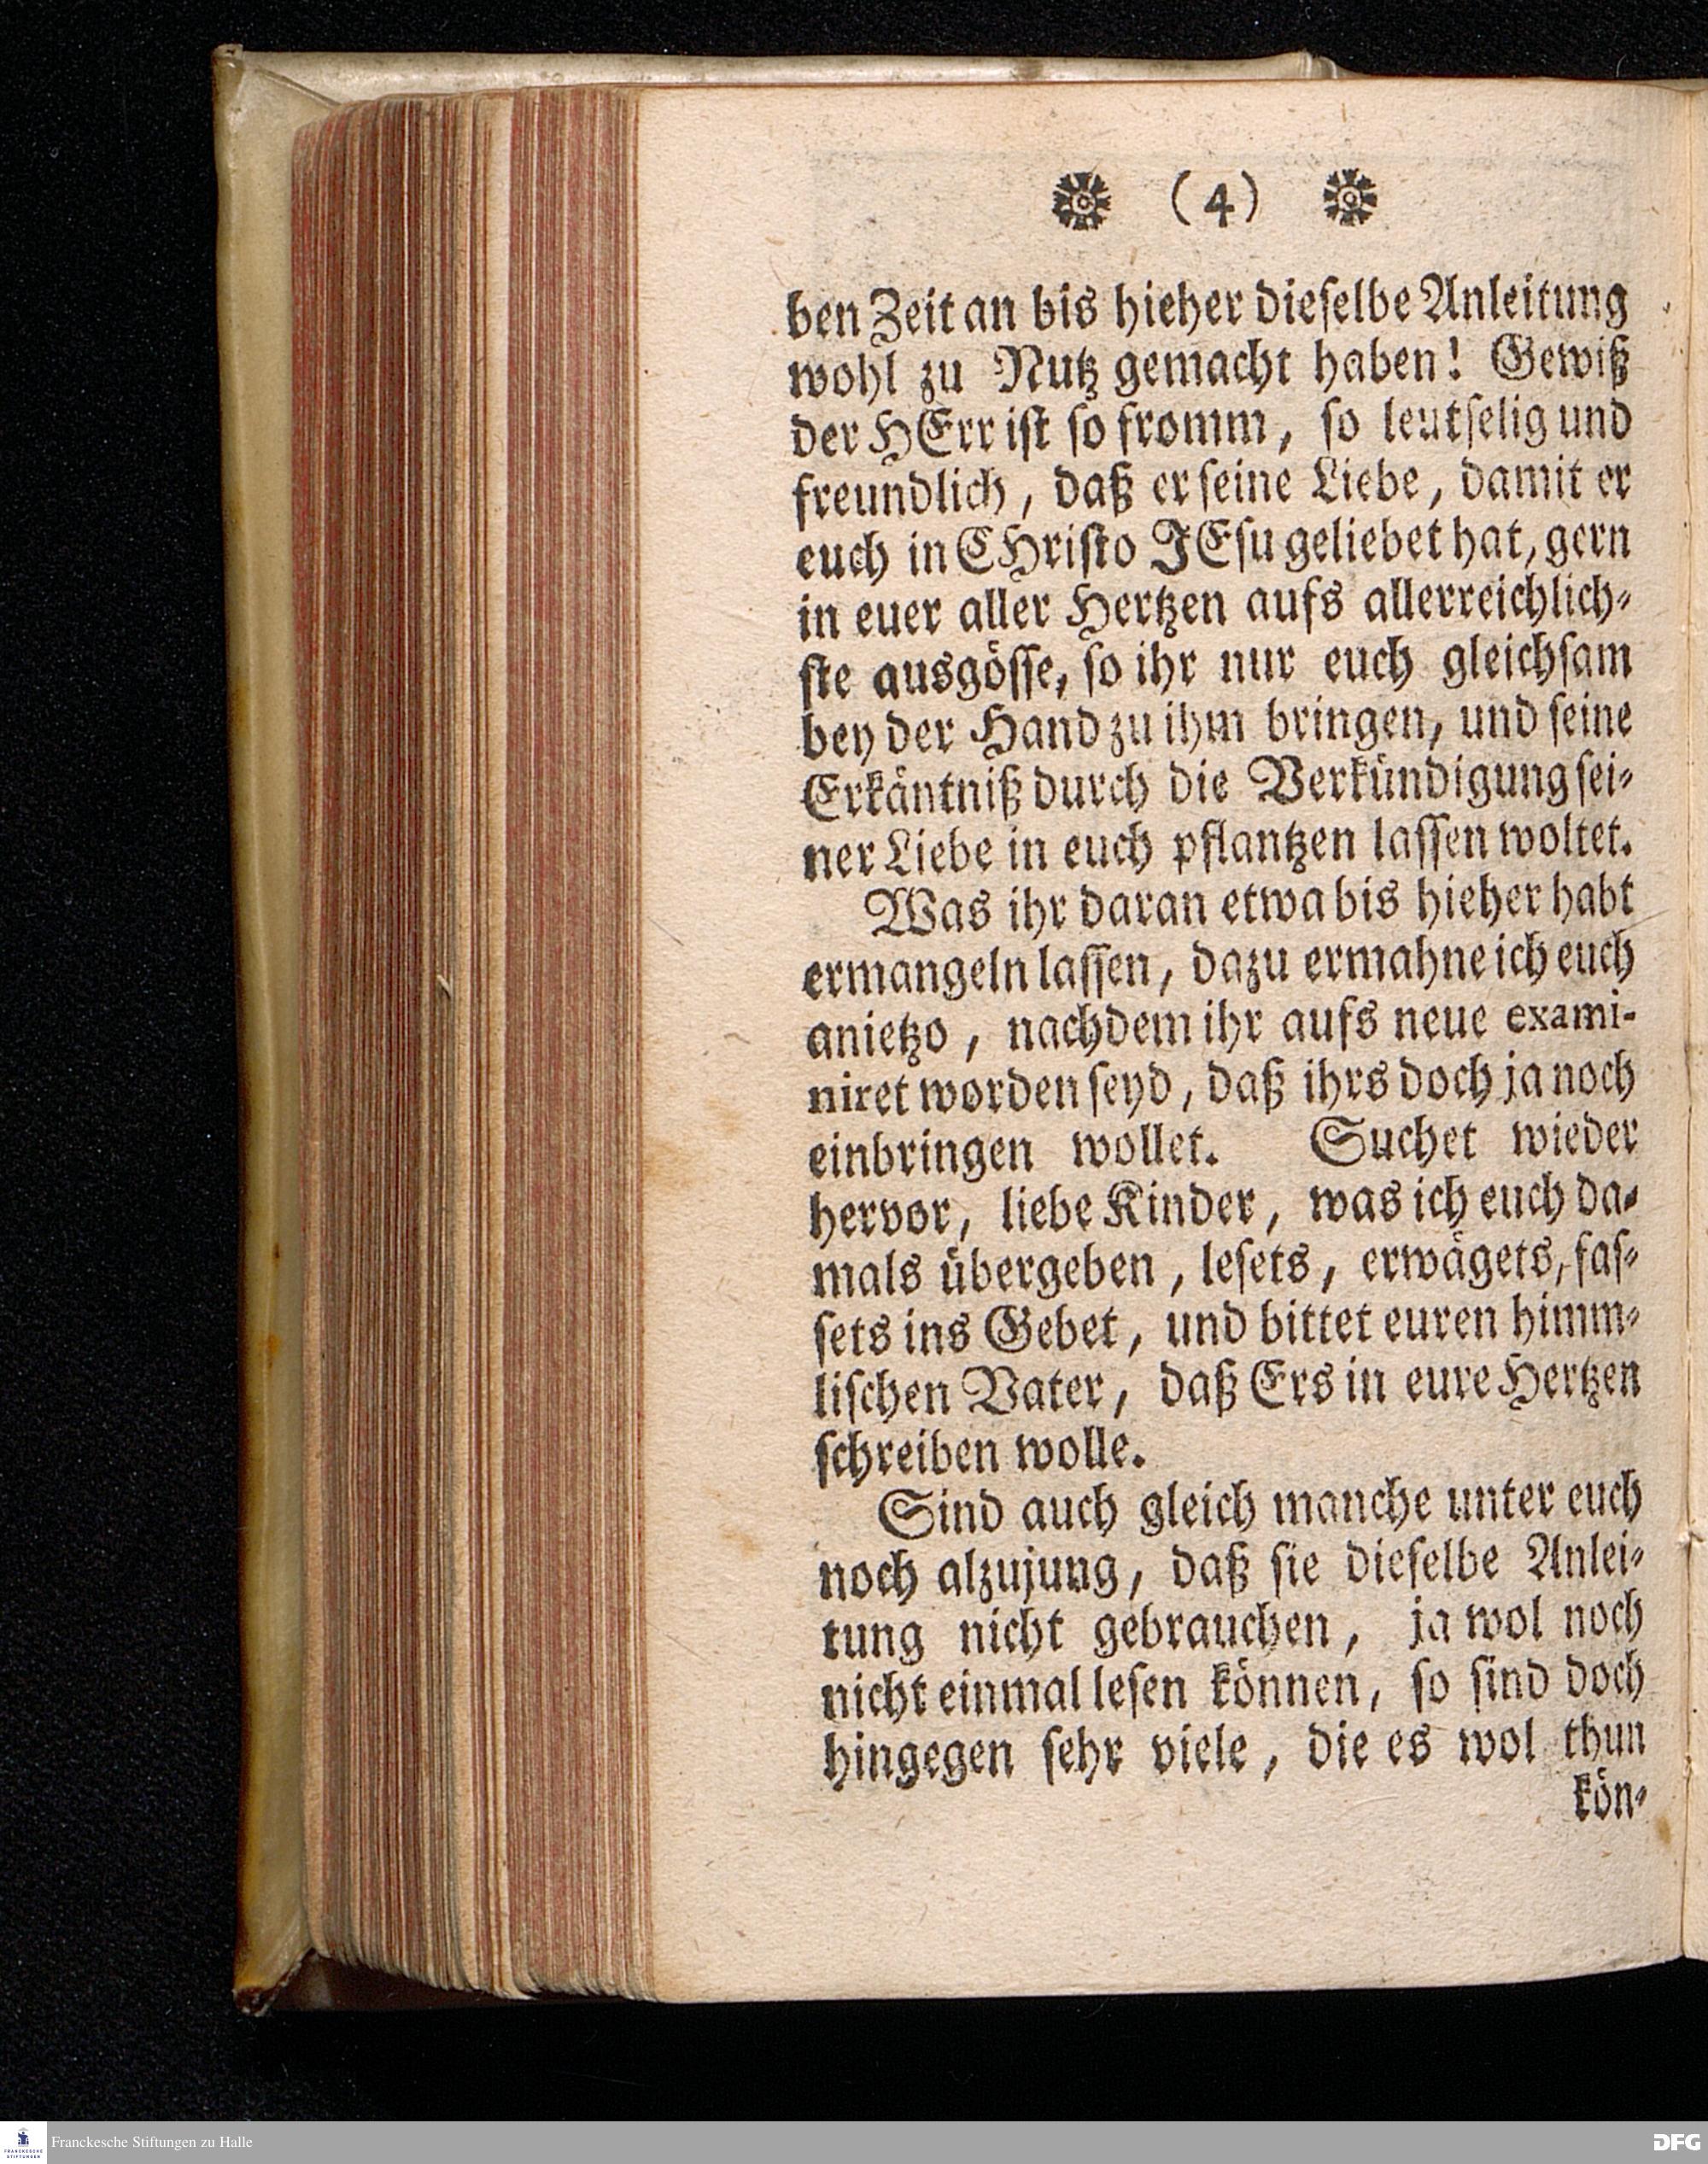 (4)
ben Zeit an bis hieher dieſelbe Anleitung
wohl zu Nutz gemacht haben! Gewiß
der HErr iſt ſo fromm, ſo leutſelig und
freundlich, daß er ſeine Liebe, damit er
euch in CHriſto JEſu geliebet hat, gern
in euer aller Hertzen aufs allerreichlich⸗
ſte ausgöſſe, ſo ihr nur euch gleichſam
bey der Hand zu ihm bringen, und ſeine
Erkäntniß durch die Verkündigung ſei⸗
ner Liebe in euch pflantzen laſſen woltet.
Was ihr daran etwa bis hieher habt
ermangeln laſſen, dazu ermahne ich euch
anietzo, nachdem ihr aufs neue exami-
niret worden ſeyd, daß ihrs doch ja noch
einbringen wollet. Suchet wieder
hervor, liebe Kinder, was ich euch da⸗
mals übergeben, leſets, erwäget​s, faſ⸗
ſets ins Gebet, und bittet euren himm⸗
liſchen Vater, daß Ers in eure Hertzen
ſchreiben wolle.
Sind auch gleich manche unter euch
noch alzujung, daß ſie dieſelbe Anlei⸗
tung nicht gebrauchen, ja wol noch
nicht einmal leſen können, ſo ſind doch
hingegen ſehr viele, die es wol thun
kön⸗
FRANCKESCHE
STIFTUNGEN
Franckesche Stiftungen zu Halle
DFG